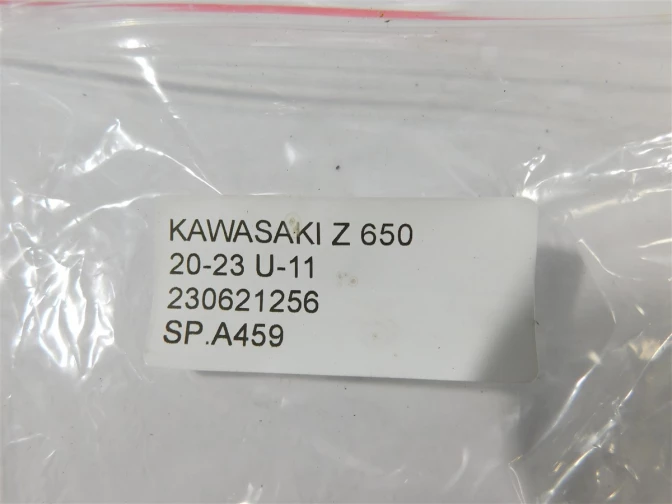 KAWASAKI Z 650
20-23 U-11
230621256
SP.A459